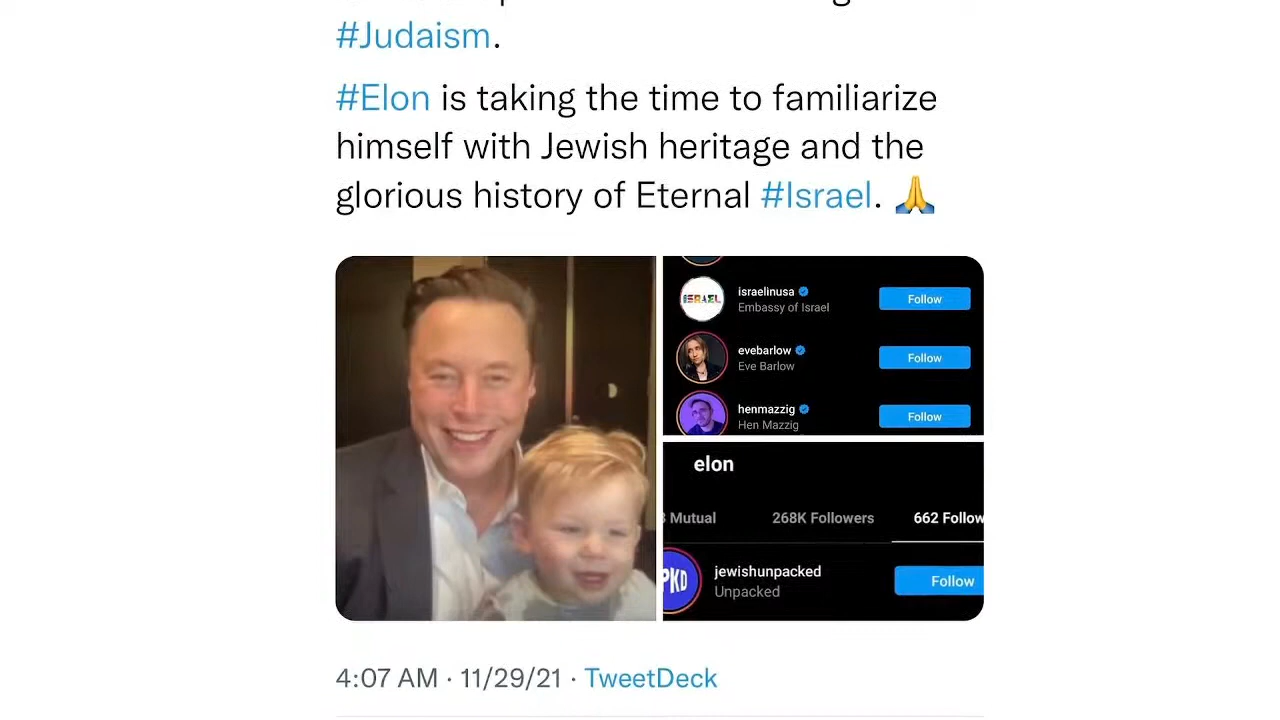 #Judaism.
#Elon is taking the time to familiarize
himself with Jewish heritage and the
glorious history of Eternal #Israel. 🙏
ISRAEL
israelinusa
Embassy of Israel
Follow
evebarlow
Eve Barlow
Follow
henmazzig
Hen Mazzig
Follow
elon
Mutual
268K Followers
662 Follow
PKD
jewishunpacked
Unpacked
Follow
4:07 AM · 11/29/21 · TweetDeck